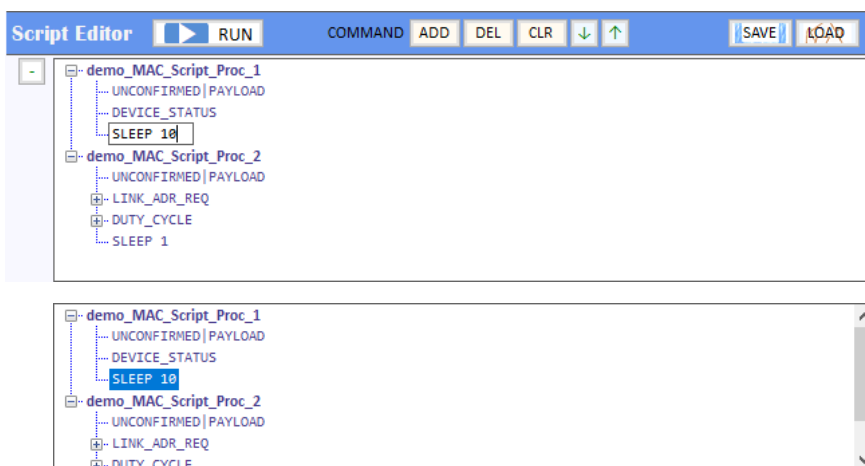 Script Editor RUN COMMAND ADD DEL CLR ↓ ↑ SAVE LOAD
-
demo_MAC_Script_Proc_1
UNCONFIRMED|PAYLOAD
DEVICE_STATUS
SLEEP 10
demo_MAC_Script_Proc_2
UNCONFIRMED|PAYLOAD
LINK_ADR_REQ
DUTY_CYCLE
SLEEP 1
demo_MAC_Script_Proc_1
UNCONFIRMED|PAYLOAD
DEVICE_STATUS
SLEEP 10
demo_MAC_Script_Proc_2
UNCONFIRMED|PAYLOAD
LINK_ADR_REQ
DUTY_CYCLE